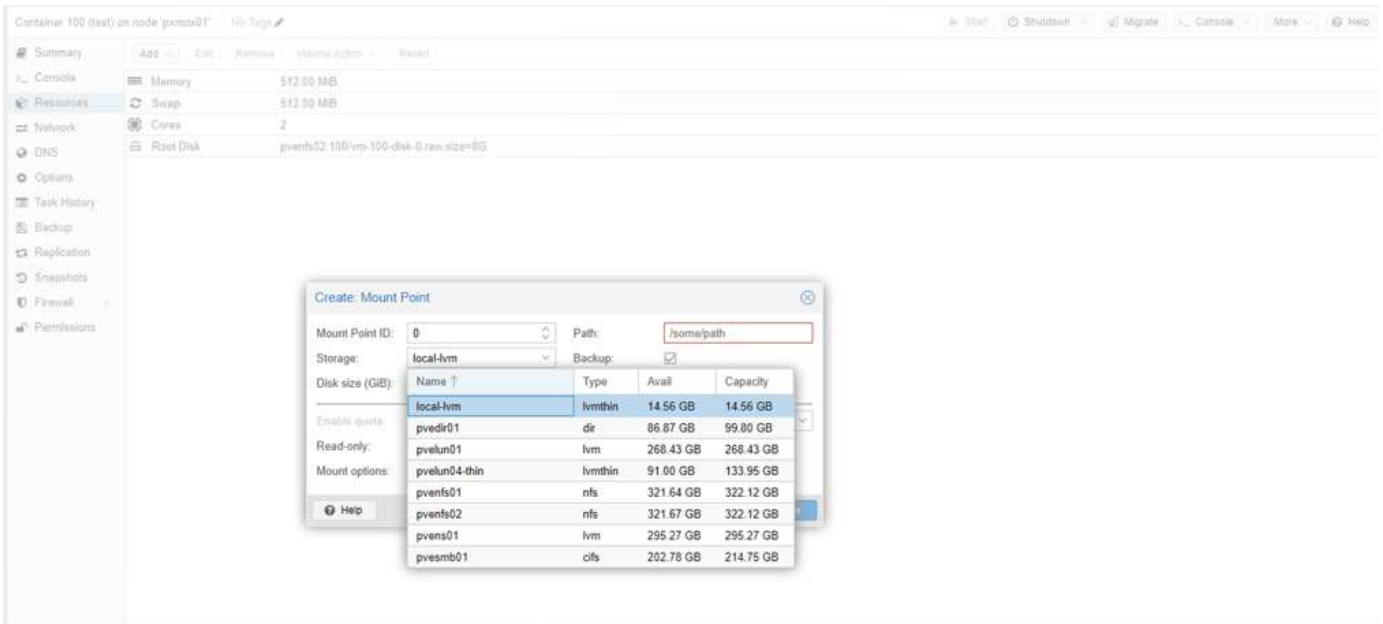 Container 100 (test) on node 'pxmox01' No Tags
Start Shutdown Migrate Console More Help
Summary
Console
Resources
Network
DNS
Options
Task History
Backup
Replication
Snapshots
Firewall
Permissions
Add Edit Remove Volume Action Revert
Memory 512.00 MiB
Swap 512.00 MiB
Cores 2
Root Disk pvenfs02:100/vm-100-disk-0.raw,size=8G
Create: Mount Point
Mount Point ID: 0 Path: /some/path
Storage: local-lvm Backup:
Disk size (GiB):
Enable quota:
Read-only:
Mount options:
Help
Name Type Avail Capacity
local-lvm lvmthin 14.56 GB 14.56 GB
pvedir01 dir 86.87 GB 99.80 GB
pvelun01 lvm 268.43 GB 268.43 GB
pvelun04-thin lvmthin 91.00 GB 133.95 GB
pvenfs01 nfs 321.64 GB 322.12 GB
pvenfs02 nfs 321.67 GB 322.12 GB
pvens01 lvm 295.27 GB 295.27 GB
pvesmb01 cifs 202.78 GB 214.75 GB